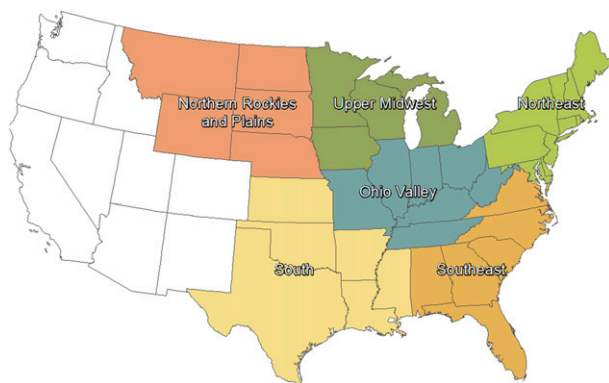 Northern Rockies
and Plains
Upper Midwest
Northeast
Ohio Valley
South
Southeast